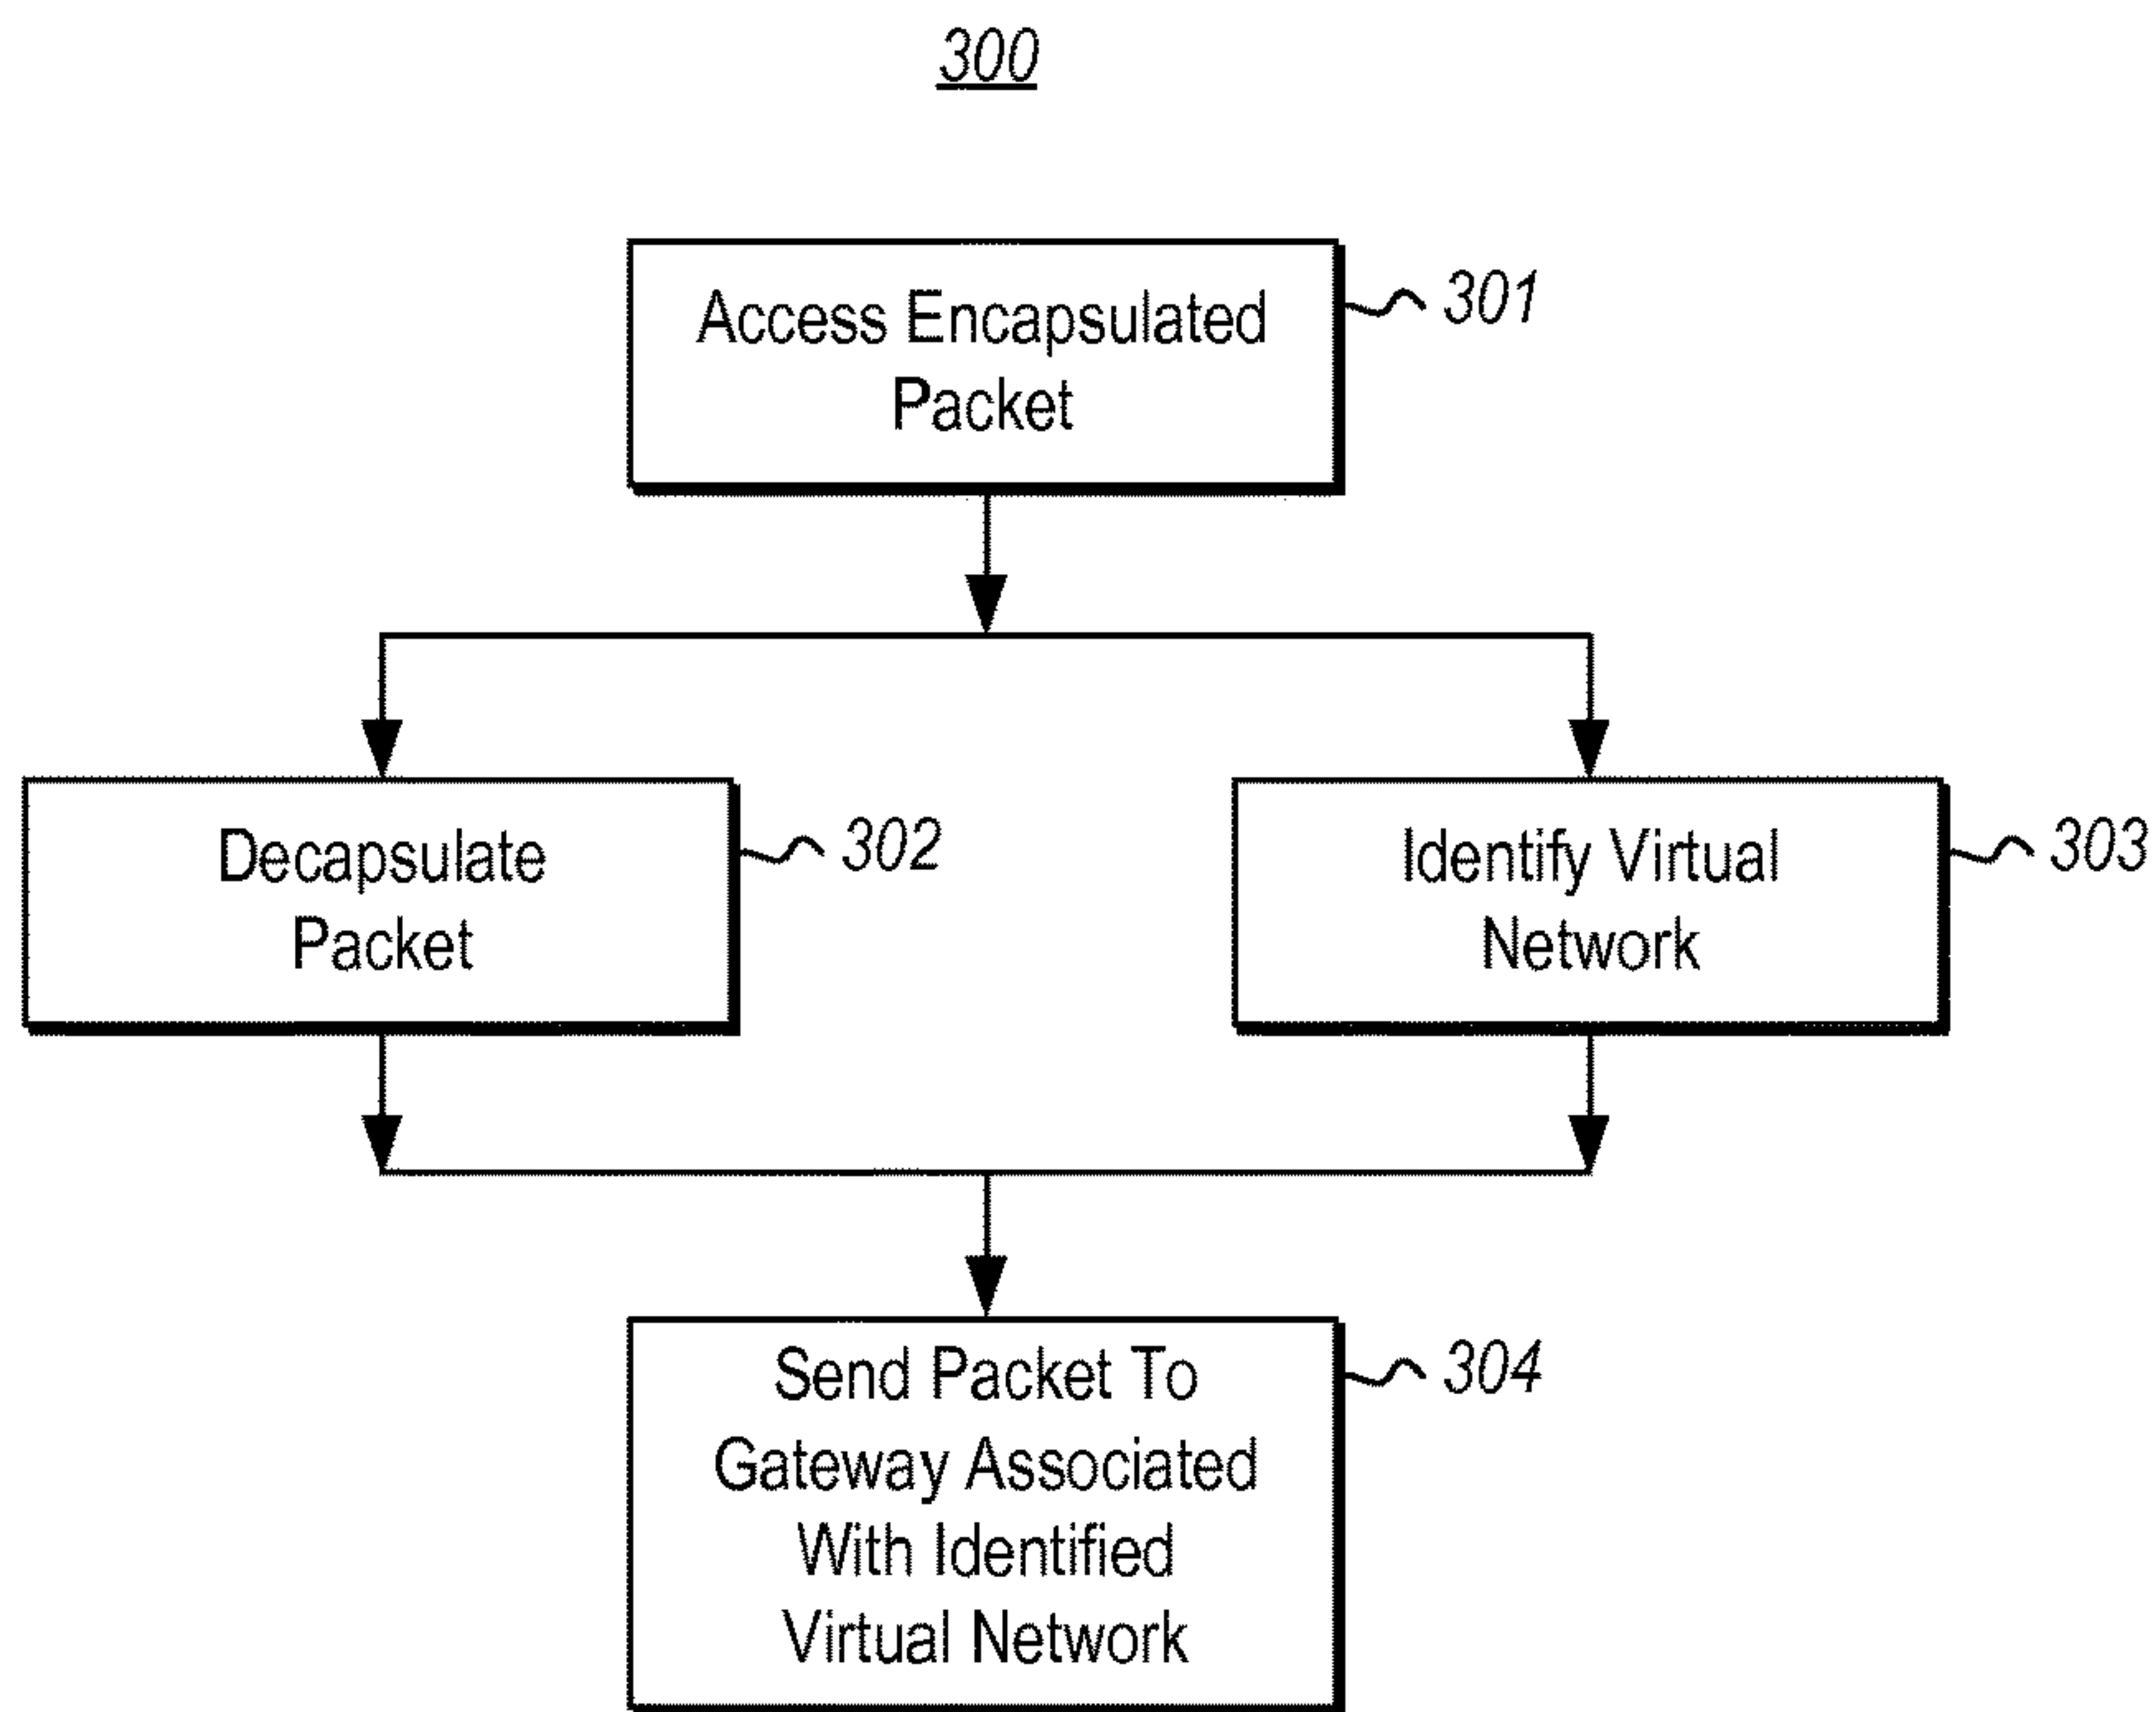 300
Access Encapsulated
Packet
301
Decapsulate
Packet
302
Identify Virtual
Network
303
Send Packet To
Gateway Associated
With Identified
Virtual Network
304